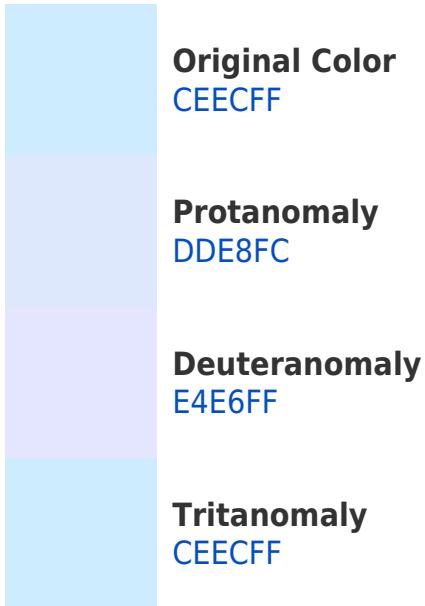 Original Color
CEECFF
Protanomaly
DDE8FC
Deuteranomaly
E4E6FF
Tritanomaly
CEECFF